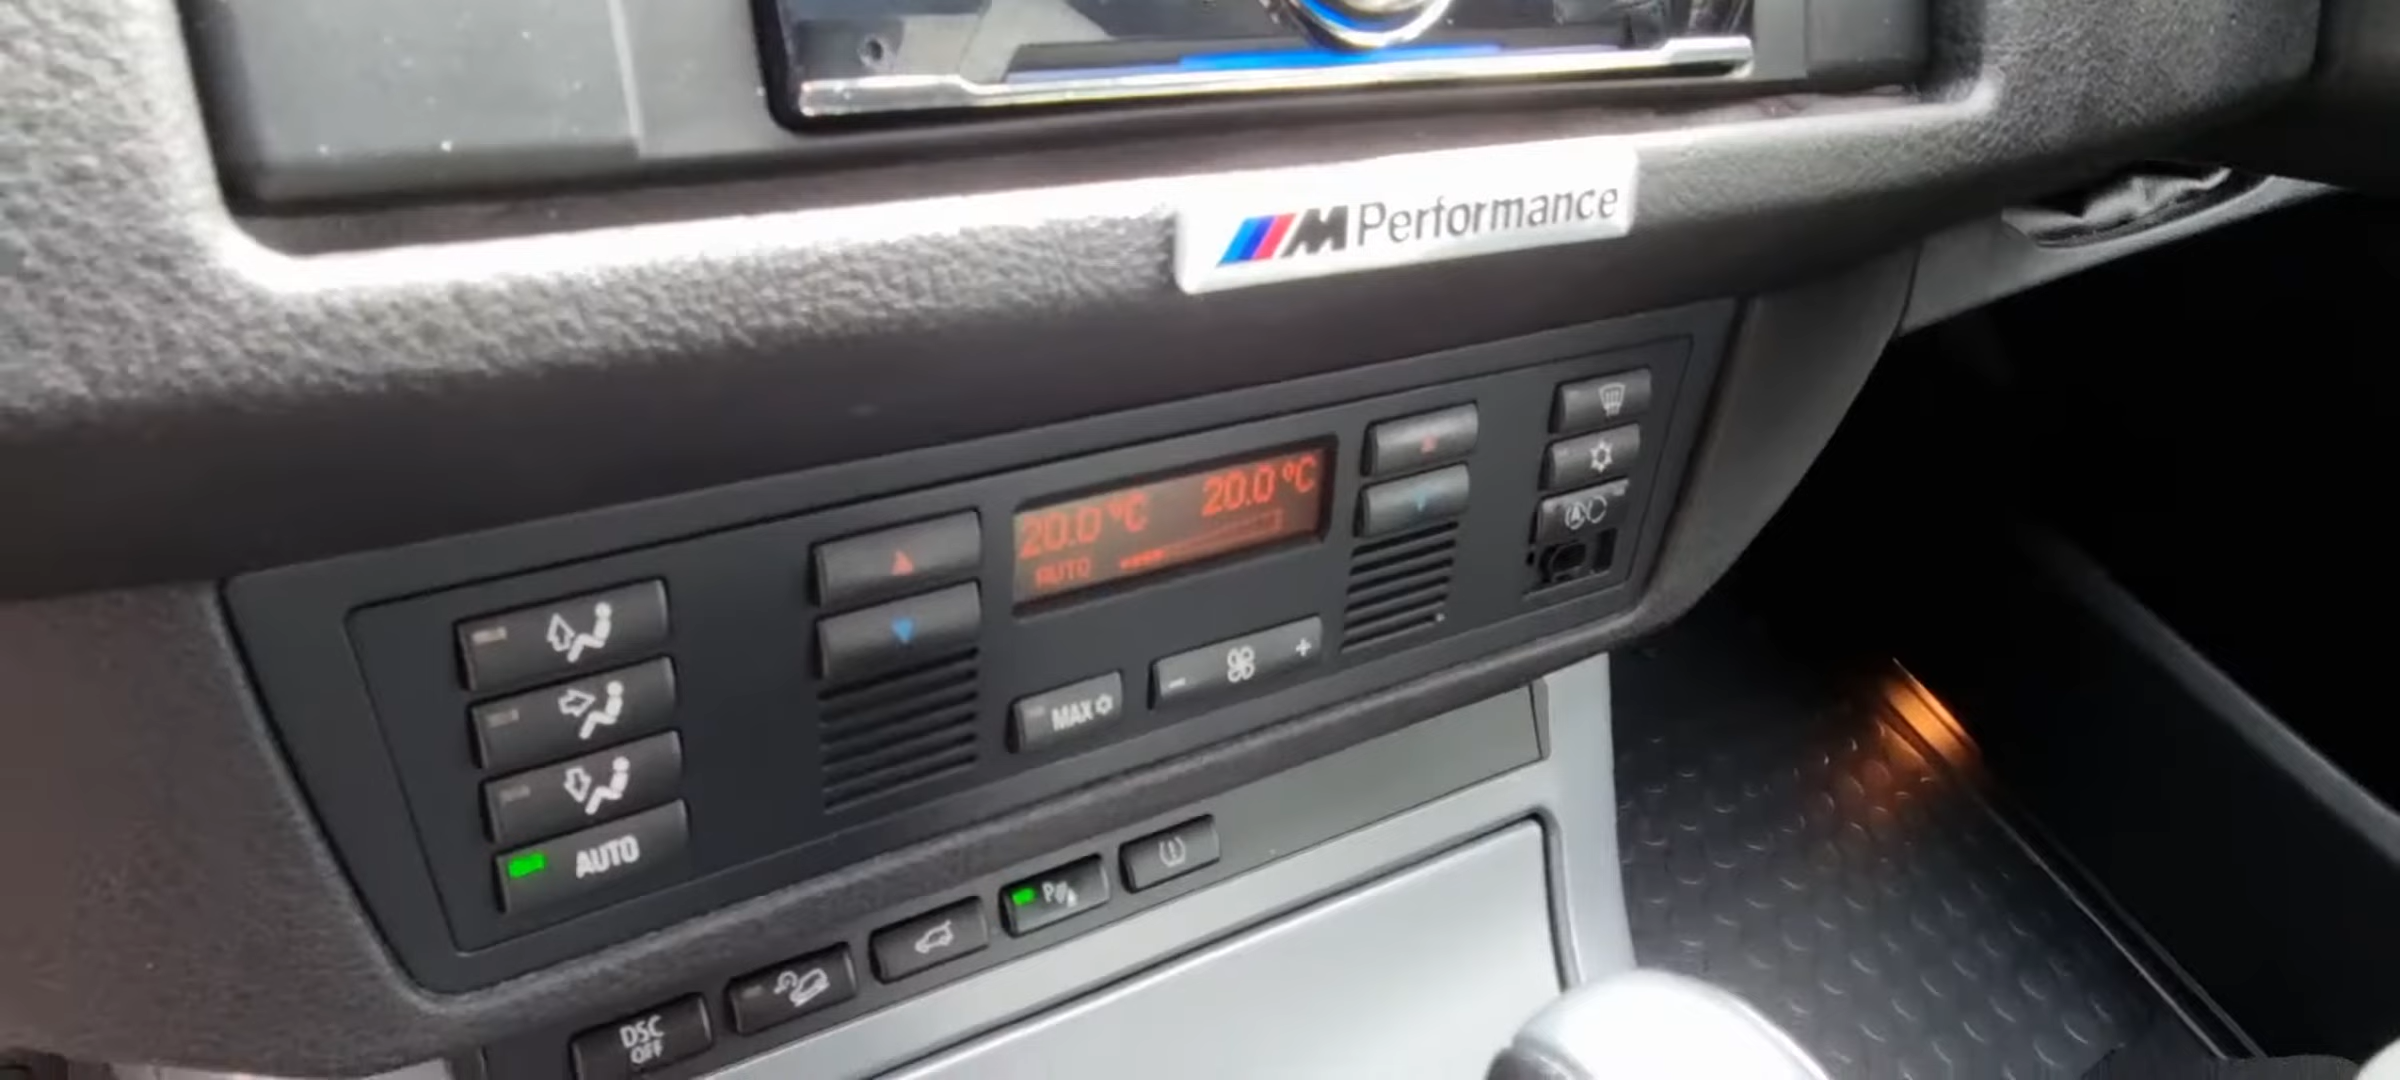 M Performance
20.0 °C 20.0 °C
AUTO
MAX
- +
AUTO
P
DSC
OFF